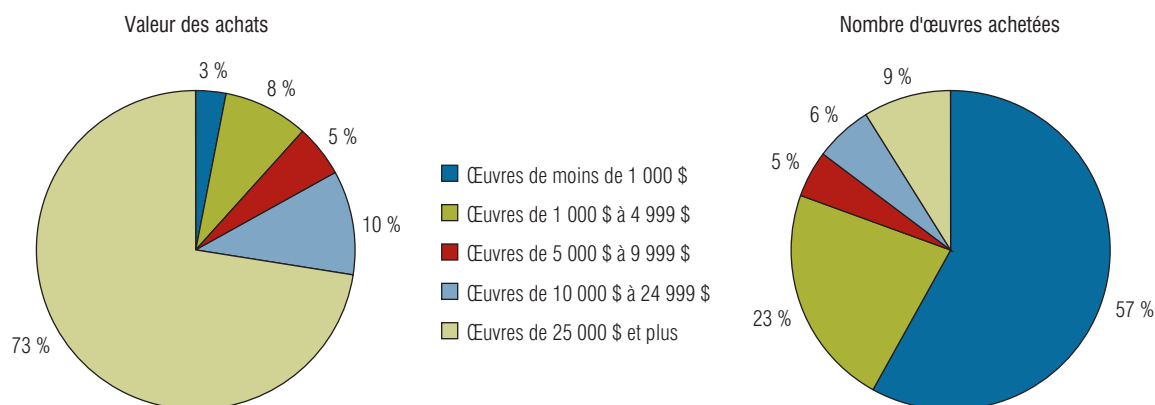 Valeur des achats
3 %
8 %
5 %
10 %
73 %
Œuvres de moins de 1 000 $
Œuvres de 1 000 $ à 4 999 $
Œuvres de 5 000 $ à 9 999 $
Œuvres de 10 000 $ à 24 999 $
Œuvres de 25 000 $ et plus
Nombre d'œuvres achetées
9 %
6 %
5 %
23 %
57 %